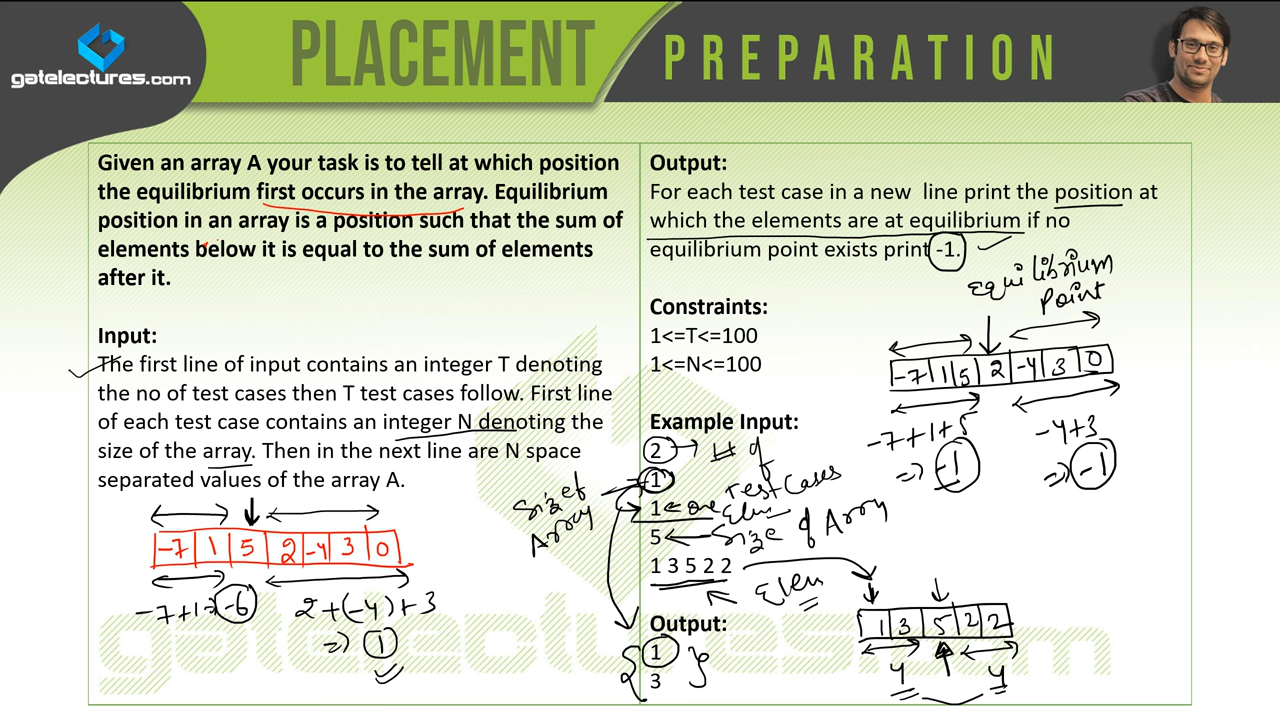 gatelectures.com
PLACEMENT PREPARATION
Given an array A your task is to tell at which position
the equilibrium first occurs in the array. Equilibrium
position in an array is a position such that the sum of
elements below it is equal to the sum of elements
after it.
Input:
The first line of input contains an integer T denoting
the no of test cases then T test cases follow. First line
of each test case contains an integer N denoting the
size of the array. Then in the next line are N space
separated values of the array A.
-7 1 5 2 -4 3 0
-7+1 = -6
2+(-4)+3
=> 1
Output:
For each test case in a new line print the position at
which the elements are at equilibrium if no
equilibrium point exists print -1.
Equilibrium
Point
Constraints:
1<=T<=100
1<=N<=100
-7 1 5 2 -4 3 0
-7+1+5
=> -1
-4+3
=> -1
Example Input:
2 → # of
Test Cases
1
Size of
Array
1 ← one Elem
5 ← Size of Array
1 3 5 2 2
Elem
Output:
1
3
1 3 5 2 2
4 4
gatelectures.com